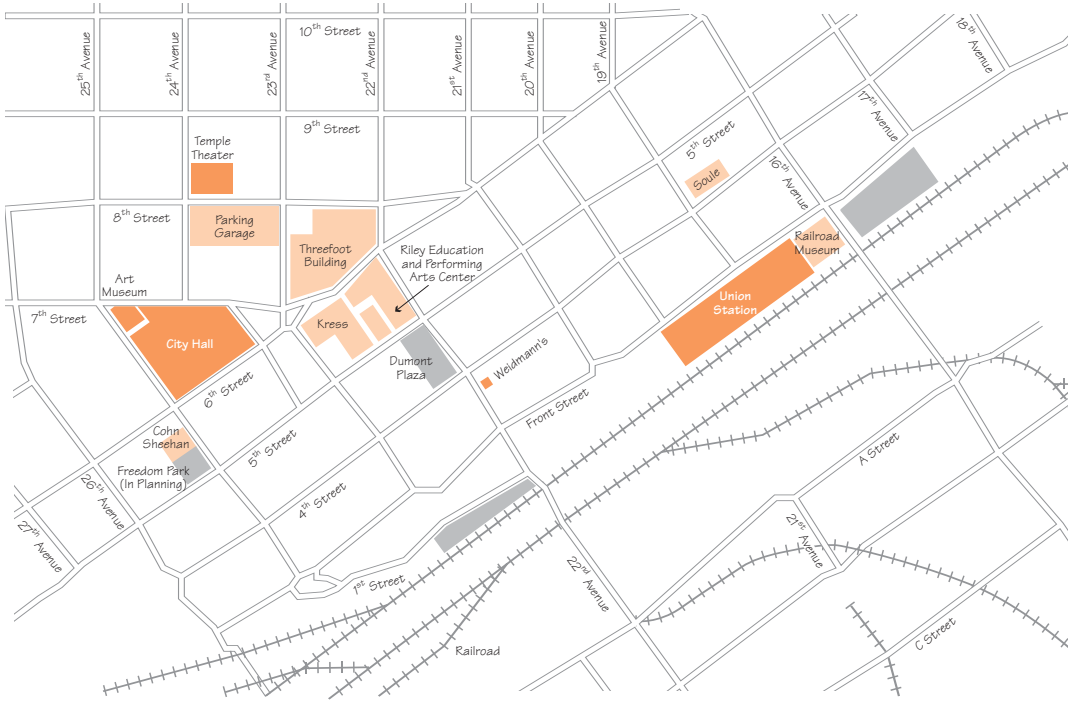 10th Street
18th Avenue
25th Avenue
24th Avenue
23rd Avenue
22nd Avenue
21st Avenue
20th Avenue
19th Avenue
17th Avenue
9th Street
5th Street
Temple
Theater
16th Avenue
Soule
8th Street
Parking
Garage
Threefoot
Building
Riley Education
and Performing
Arts Center
Railroad
Museum
Art
Museum
Union
Station
7th Street
Kress
City Hall
Weidmann's
Dumont
Plaza
6th Street
Front Street
Cohn
Sheehan
5th Street
A Street
Freedom Park
(In Planning)
26th Avenue
4th Street
27th Avenue
21st Avenue
1st Street
22nd Avenue
C Street
Railroad